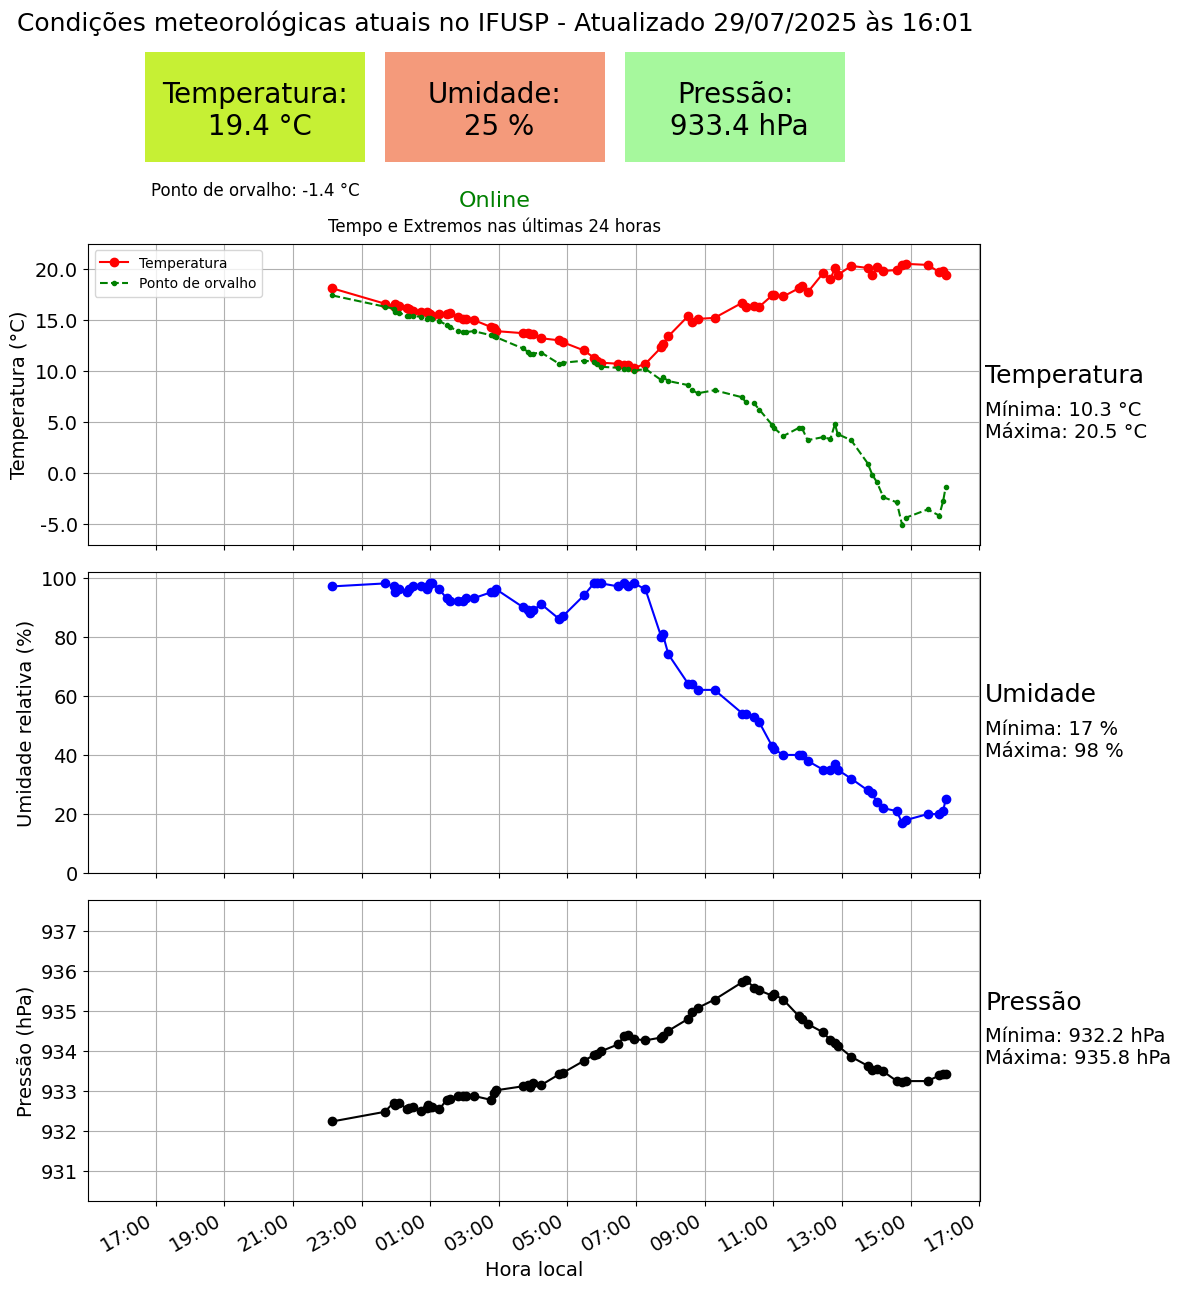 Condições meteorológicas atuais no IFUSP - Atualizado 29/07/2025 às 16:01
Temperatura:
19.4 °C
Umidade:
25 %
Pressão:
933.4 hPa
Ponto de orvalho: -1.4 °C
Online
Tempo e Extremos nas últimas 24 horas
Temperatura
Ponto de orvalho
20.0
15.0
10.0
5.0
0.0
-5.0
Temperatura (°C)
Temperatura
Mínima: 10.3 °C
Máxima: 20.5 °C
100
80
60
40
20
0
Umidade relativa (%)
Umidade
Mínima: 17 %
Máxima: 98 %
937
936
935
934
933
932
931
Pressão (hPa)
Pressão
Mínima: 932.2 hPa
Máxima: 935.8 hPa
17:00
19:00
21:00
23:00
01:00
03:00
05:00
07:00
09:00
11:00
13:00
15:00
17:00
Hora local